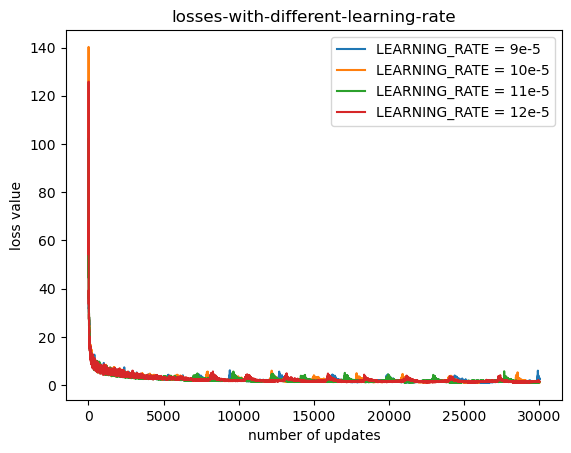 losses-with-different-learning-rate
LEARNING_RATE = 9e-5
LEARNING_RATE = 10e-5
LEARNING_RATE = 11e-5
LEARNING_RATE = 12e-5
loss value
140
120
100
80
60
40
20
0
0 5000 10000 15000 20000 25000 30000
number of updates